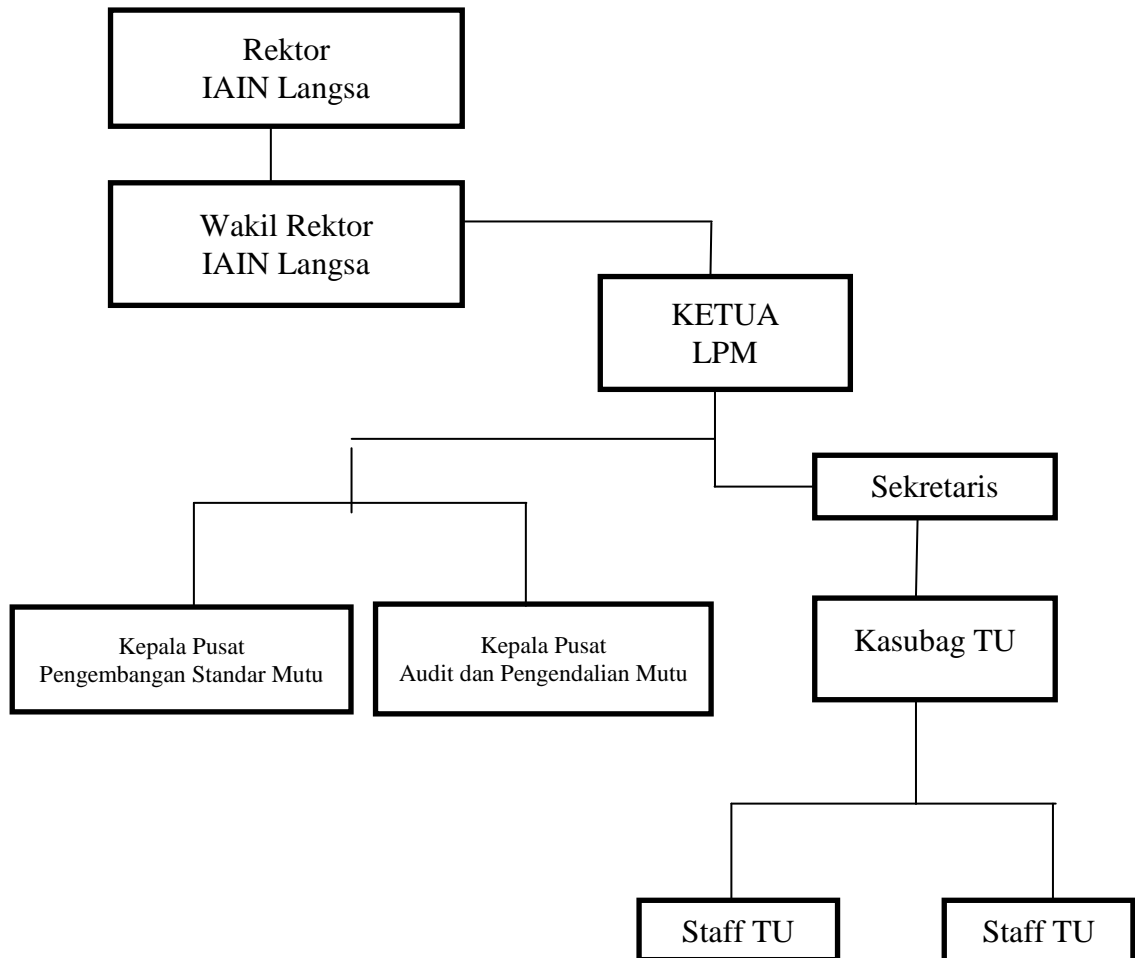 Rektor
IAIN Langsa
Wakil Rektor
IAIN Langsa
KETUA
LPM
Sekretaris
Kepala Pusat
Pengembangan Standar Mutu
Kepala Pusat
Audit dan Pengendalian Mutu
Kasubag TU
Staff TU
Staff TU